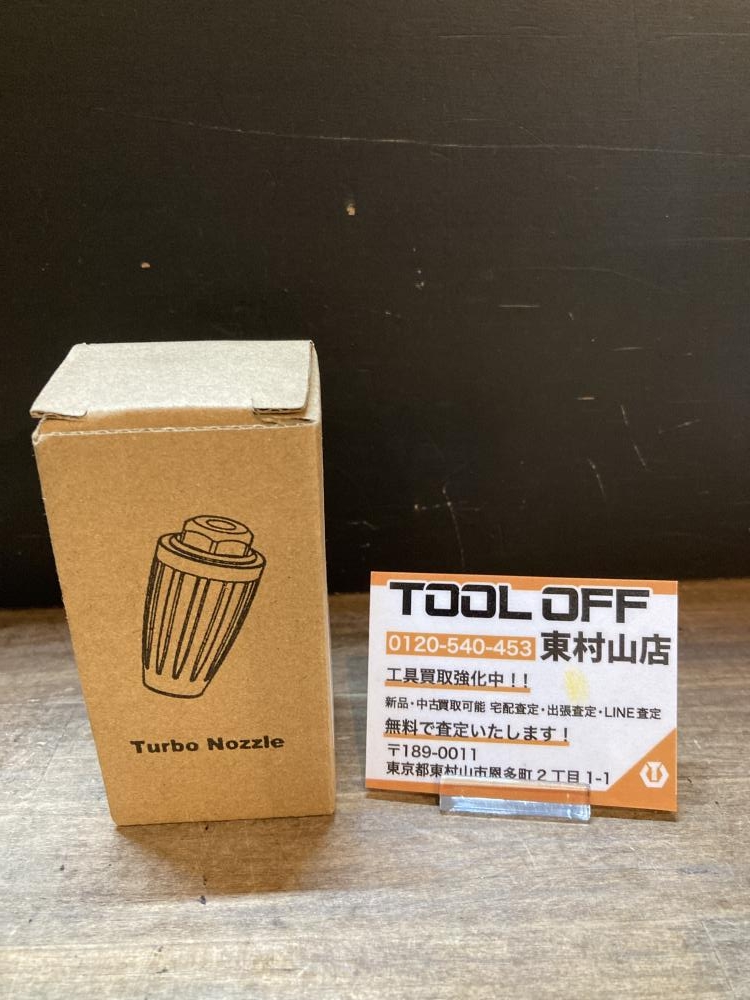 Turbo Nozzle
TOOL OFF
0120-540-453 東村山店
工具買取強化中！！
新品・中古買取可能 宅配査定・出張査定・LINE査定
無料で査定いたします！
〒189-0011
東京都東村山市恩多町２丁目1-1